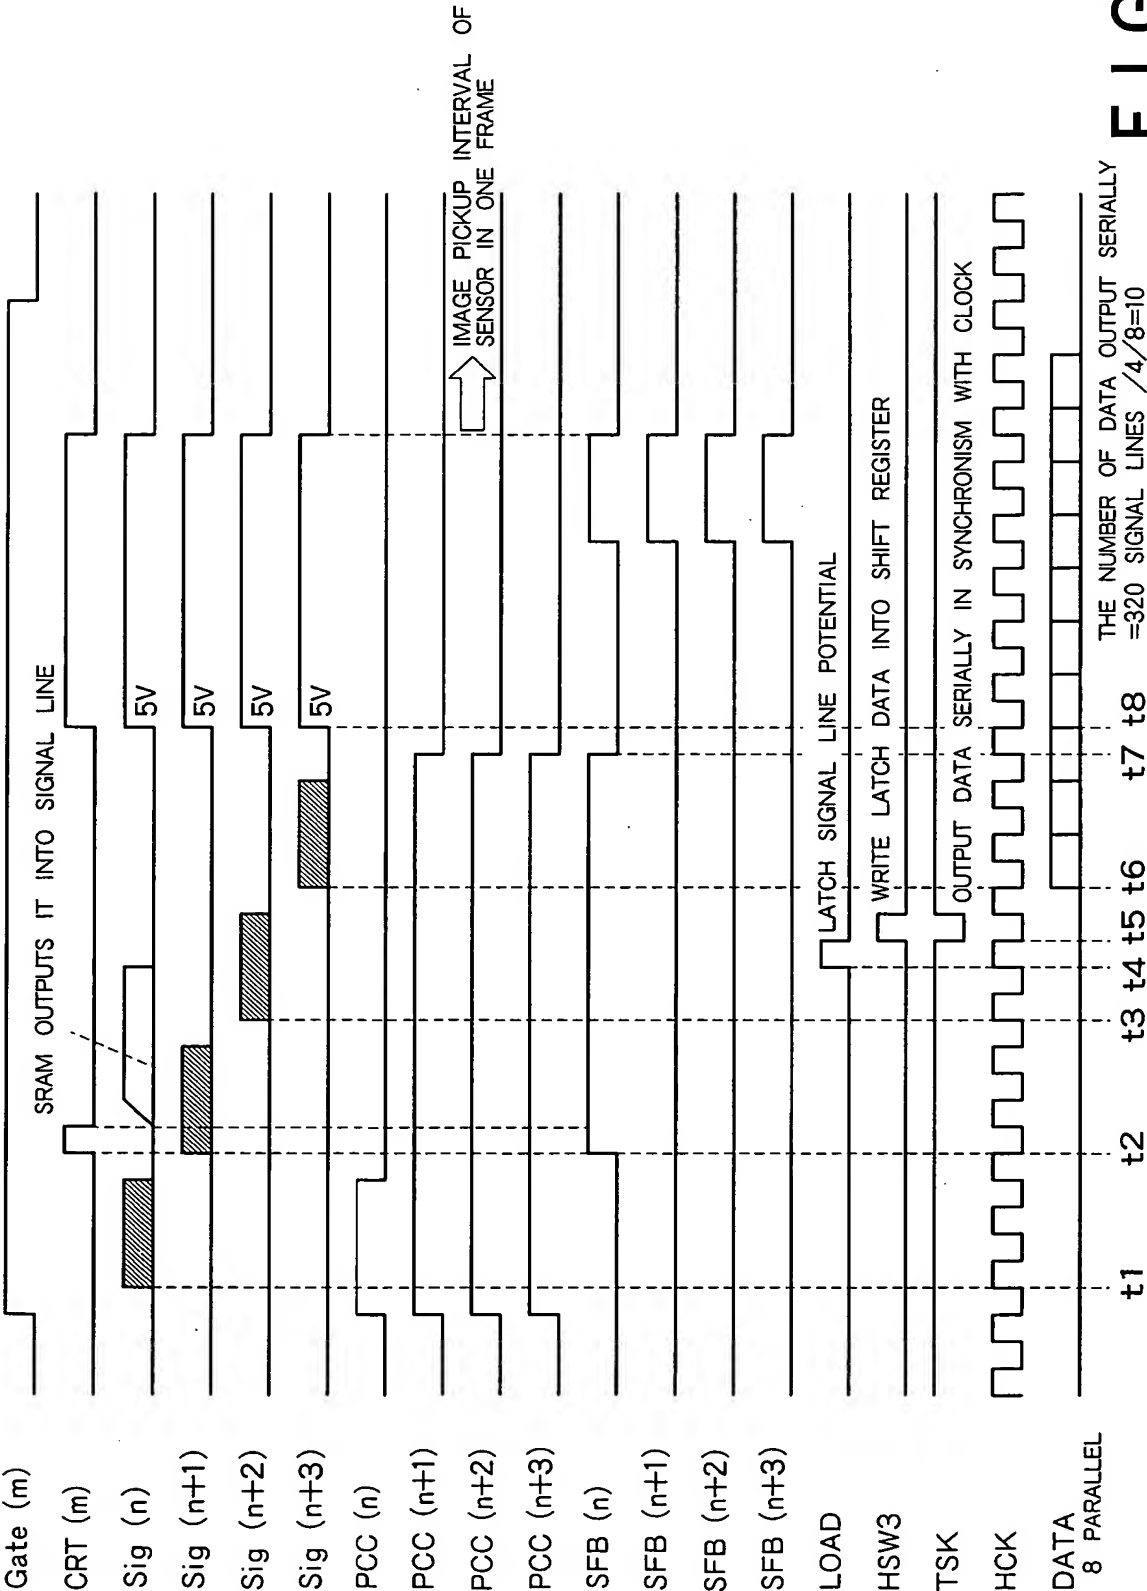 Gate (m)
CRT (m)
Sig (n)
Sig (n+1)
Sig (n+2)
Sig (n+3)
PCC (n)
PCC (n+1)
PCC (n+2)
PCC (n+3)
SFB (n)
SFB (n+1)
SFB (n+2)
SFB (n+3)
LOAD
HSW3
TSK
HCK
DATA
8 PARALLEL
SRAM OUTPUTS IT INTO SIGNAL LINE
5V
5V
5V
5V
IMAGE PICKUP INTERVAL OF
SENSOR IN ONE FRAME
LATCH SIGNAL LINE POTENTIAL
WRITE LATCH DATA INTO SHIFT REGISTER
OUTPUT DATA SERIALLY IN SYNCHRONISM WITH CLOCK
THE NUMBER OF DATA OUTPUT SERIALLY
=320 SIGNAL LINES /4/8=10
t1 t2 t3 t4 t5 t6 t7 t8